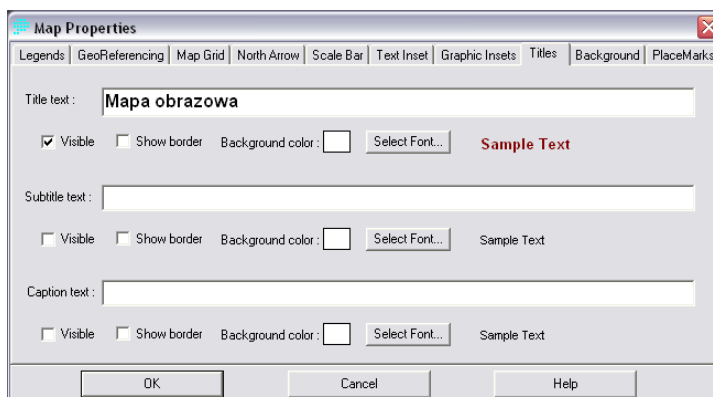 Map Properties
Legends GeoReferencing Map Grid North Arrow Scale Bar Text Inset Graphic Insets Titles Background PlaceMarks
Title text : Mapa obrazowa
Visible Show border Background color : Select Font... Sample Text
Subtitle text :
Visible Show border Background color : Select Font... Sample Text
Caption text :
Visible Show border Background color : Select Font... Sample Text
OK Cancel Help